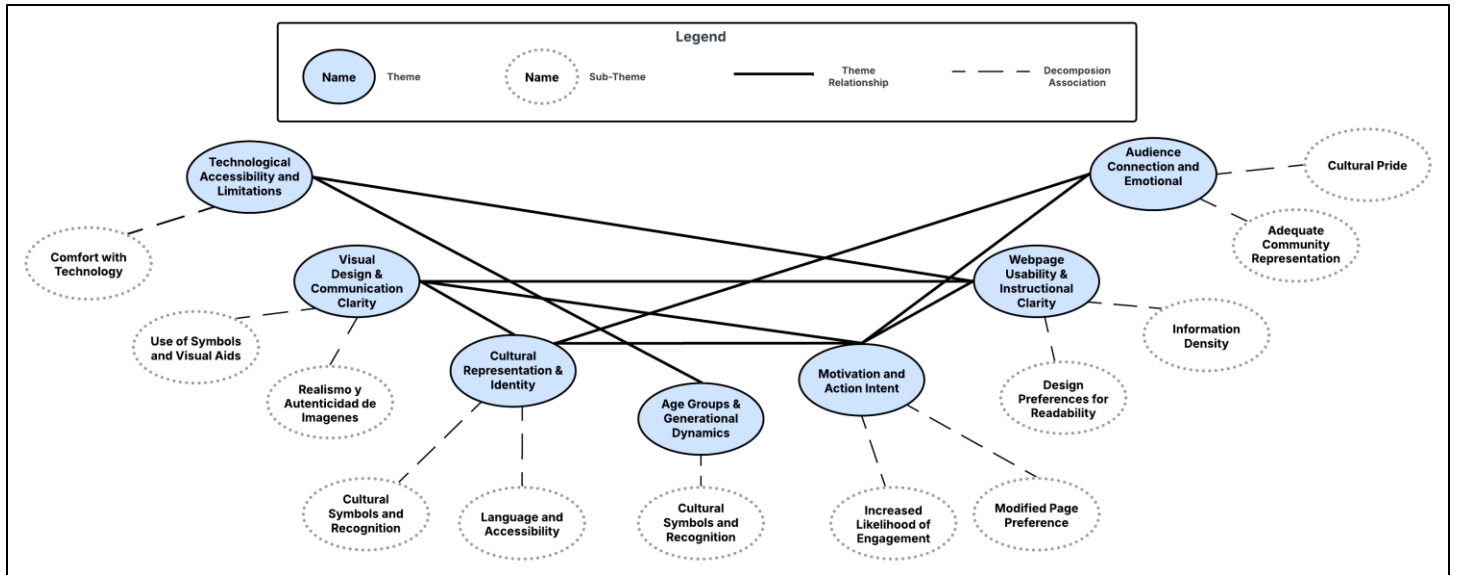 Legend
Name
Theme
Name
Sub-Theme
Theme
Relationship
Decomposion
Association
Technological
Accessibility and
Limitations
Audience
Connection and
Emotional
Cultural Pride
Adequate
Community
Representation
Comfort with
Technology
Visual
Design &
Communication
Clarity
Webpage
Usability &
Instructional
Clarity
Use of Symbols
and Visual Aids
Information
Density
Realismo y
Autenticidad de
Imagenes
Cultural
Representation &
Identity
Age Groups &
Generational
Dynamics
Motivation and
Action Intent
Design
Preferences for
Readability
Cultural
Symbols and
Recognition
Language and
Accessibility
Cultural
Symbols and
Recognition
Increased
Likelihood of
Engagement
Modified Page
Preference